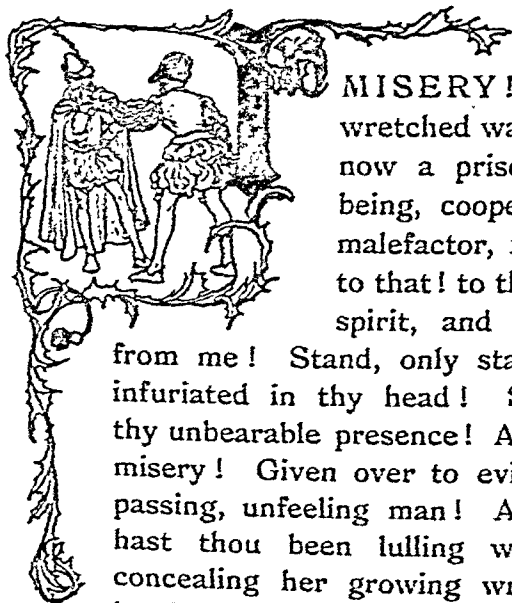 MISERY!
wretched wa
now a priso
being, coope
malefactor,
to that! to th
spirit, and
from me! Stand, only sta
infuriated in thy head! S
thy unbearable presence! A
misery! Given over to evi
passing, unfeeling man! A
hast thou been lulling w
concealing her growing wr